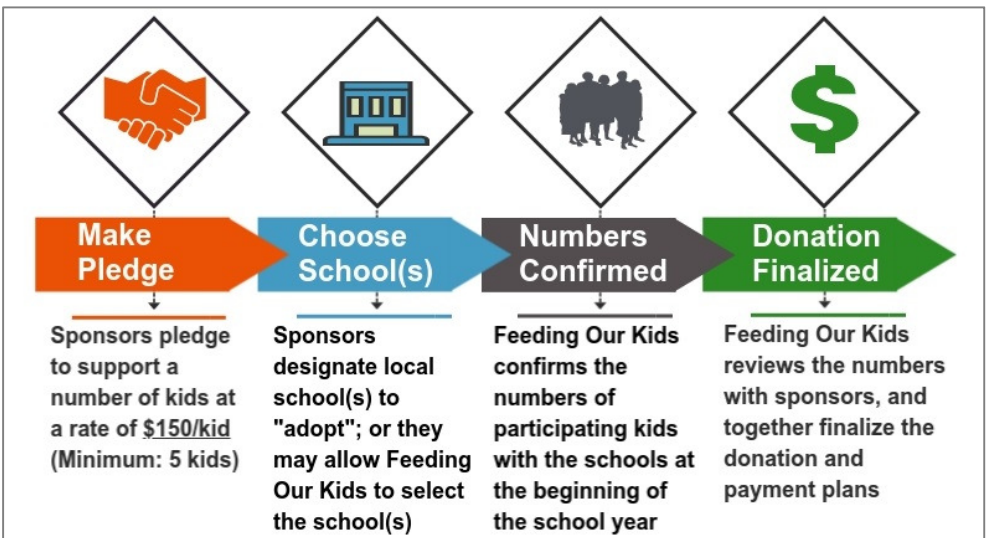 Make
Pledge
Sponsors pledge
to support a
number of kids at
a rate of $150/kid
(Minimum: 5 kids)
Choose
School(s)
Sponsors
designate local
school(s) to
"adopt"; or they
may allow Feeding
Our Kids to select
the school(s)
Numbers
Confirmed
Feeding Our Kids
confirms the
numbers of
participating kids
with the schools at
the beginning of
the school year
$
Donation
Finalized
Feeding Our Kids
reviews the numbers
with sponsors, and
together finalize the
donation and
payment plans